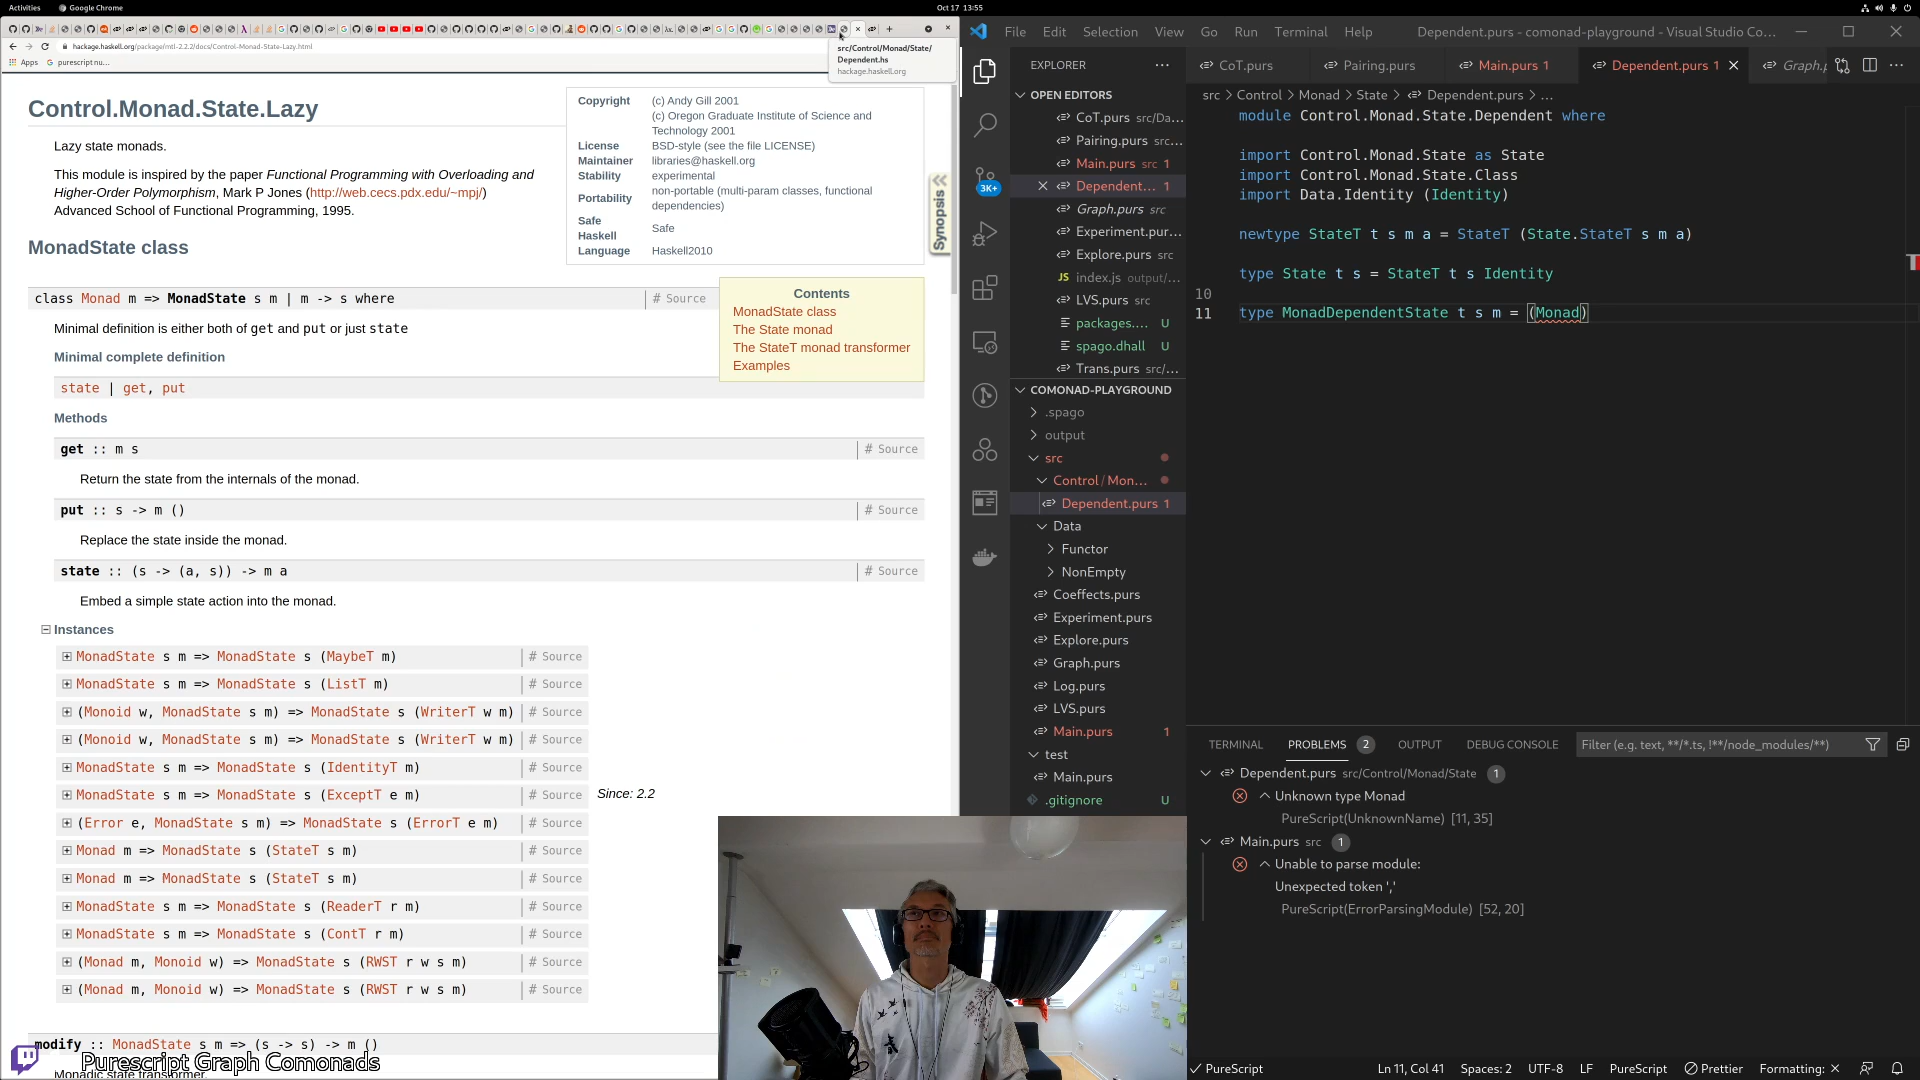 Activities
Google Chrome
Oct 17 13:55
hackage.haskell.org/package/mtl-2.2.2/docs/Control-Monad-State-Lazy.html
Apps
purescript nu...
src/Control/Monad/State/
Dependent.hs
hackage.haskell.org
Control.Monad.State.Lazy
Lazy state monads.
This module is inspired by the paper Functional Programming with Overloading and
Higher-Order Polymorphism, Mark P Jones (http://web.cecs.pdx.edu/~mpj/)
Advanced School of Functional Programming, 1995.
Copyright (c) Andy Gill 2001
(c) Oregon Graduate Institute of Science and
Technology 2001
License BSD-style (see the file LICENSE)
Maintainer libraries@haskell.org
Stability experimental
Portability non-portable (multi-param classes, functional
dependencies)
Safe Haskell Safe
Language Haskell2010
Synopsis
MonadState class
class Monad m => MonadState s m | m -> s where
# Source
Contents
MonadState class
The State monad
The StateT monad transformer
Examples
Minimal definition is either both of get and put or just state
Minimal complete definition
state | get, put
Methods
get :: m s
# Source
Return the state from the internals of the monad.
put :: s -> m ()
# Source
Replace the state inside the monad.
state :: (s -> (a, s)) -> m a
# Source
Embed a simple state action into the monad.
Instances
MonadState s m => MonadState s (MaybeT m) # Source
MonadState s m => MonadState s (ListT m) # Source
(Monoid w, MonadState s m) => MonadState s (WriterT w m) # Source
(Monoid w, MonadState s m) => MonadState s (WriterT w m) # Source
MonadState s m => MonadState s (IdentityT m) # Source
MonadState s m => MonadState s (ExceptT e m) # Source Since: 2.2
(Error e, MonadState s m) => MonadState s (ErrorT e m) # Source
Monad m => MonadState s (StateT s m) # Source
Monad m => MonadState s (StateT s m) # Source
MonadState s m => MonadState s (ReaderT r m) # Source
MonadState s m => MonadState s (ContT r m) # Source
(Monad m, Monoid w) => MonadState s (RWST r w s m) # Source
(Monad m, Monoid w) => MonadState s (RWST r w s m) # Source
modify :: MonadState s m => (s -> s) -> m ()
Monadic state transformer.
Purescript Graph Comonads
File Edit Selection View Go Run Terminal Help
Dependent.purs - comonad-playground - Visual Studio Co...
EXPLORER
OPEN EDITORS
CoT.purs src/Da...
Pairing.purs src...
Main.purs src 1
Dependent... 1
Graph.purs src
Experiment.pur...
Explore.purs src
JS index.js output/...
LVS.purs src
packages.... U
spago.dhall U
Trans.purs src/...
COMONAD-PLAYGROUND
.spago
output
src
Control/Mon...
Dependent.purs 1
Data
Functor
NonEmpty
Coeffects.purs
Experiment.purs
Explore.purs
Graph.purs
Log.purs
LVS.purs
Main.purs 1
test
Main.purs
.gitignore U
3K+
CoT.purs
Pairing.purs
Main.purs 1
Dependent.purs 1
Graph.p
src > Control > Monad > State > Dependent.purs > ...
module Control.Monad.State.Dependent where
import Control.Monad.State as State
import Control.Monad.State.Class
import Data.Identity (Identity)
newtype StateT t s m a = StateT (State.StateT s m a)
type State t s = StateT t s Identity
10
11 type MonadDependentState t s m = (Monad)
TERMINAL PROBLEMS 2 OUTPUT DEBUG CONSOLE
Filter (e.g. text, **/*.ts, !**/node_modules/**)
Dependent.purs src/Control/Monad/State 1
Unknown type Monad
PureScript(UnknownName) [11, 35]
Main.purs src 1
Unable to parse module:
Unexpected token ','
PureScript(ErrorParsingModule) [52, 20]
PureScript
Ln 11, Col 41 Spaces: 2 UTF-8 LF PureScript Prettier Formatting: ×